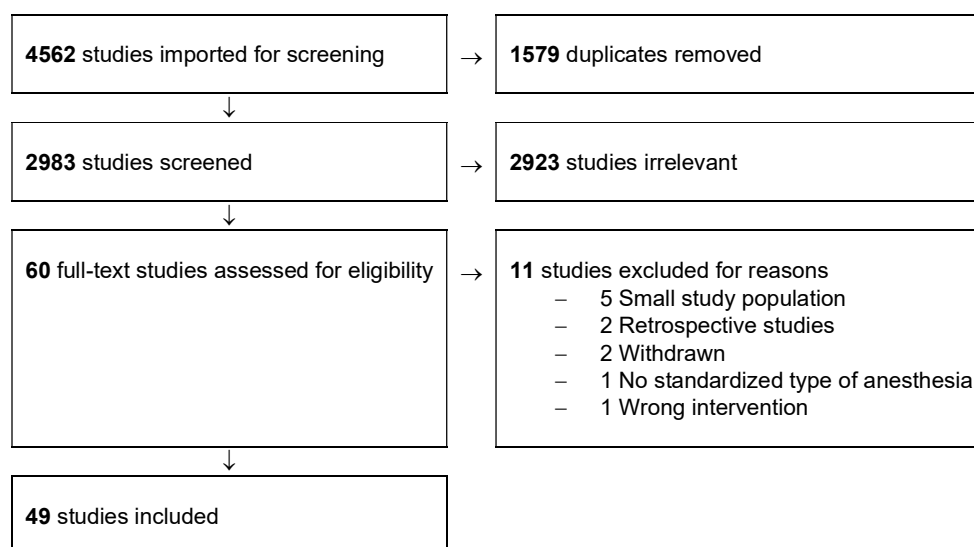 4562 studies imported for screening
→
1579 duplicates removed
↓
2983 studies screened
→
2923 studies irrelevant
↓
60 full-text studies assessed for eligibility
→
11 studies excluded for reasons
– 5 Small study population
– 2 Retrospective studies
– 2 Withdrawn
– 1 No standardized type of anesthesia
– 1 Wrong intervention
↓
49 studies included